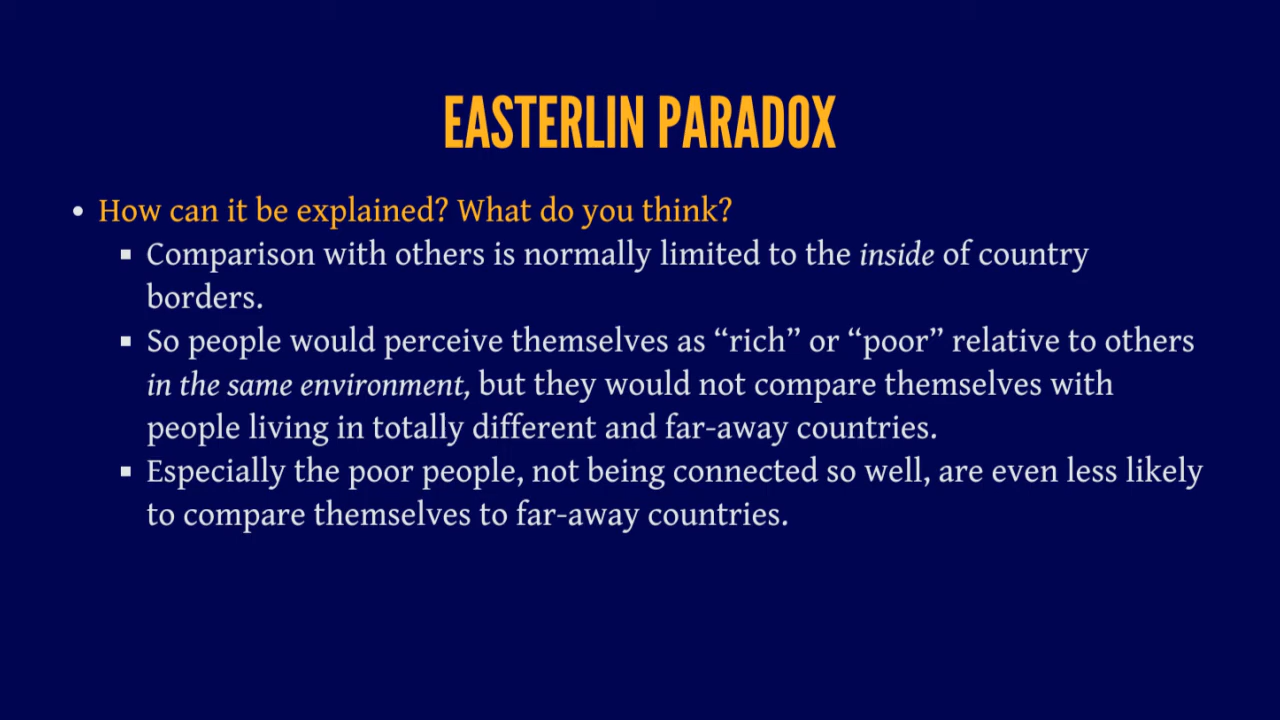 EASTERLIN PARADOX
• How can it be explained? What do you think?
▪ Comparison with others is normally limited to the inside of country
borders.
▪ So people would perceive themselves as “rich” or “poor” relative to others
in the same environment, but they would not compare themselves with
people living in totally different and far-away countries.
▪ Especially the poor people, not being connected so well, are even less likely
to compare themselves to far-away countries.